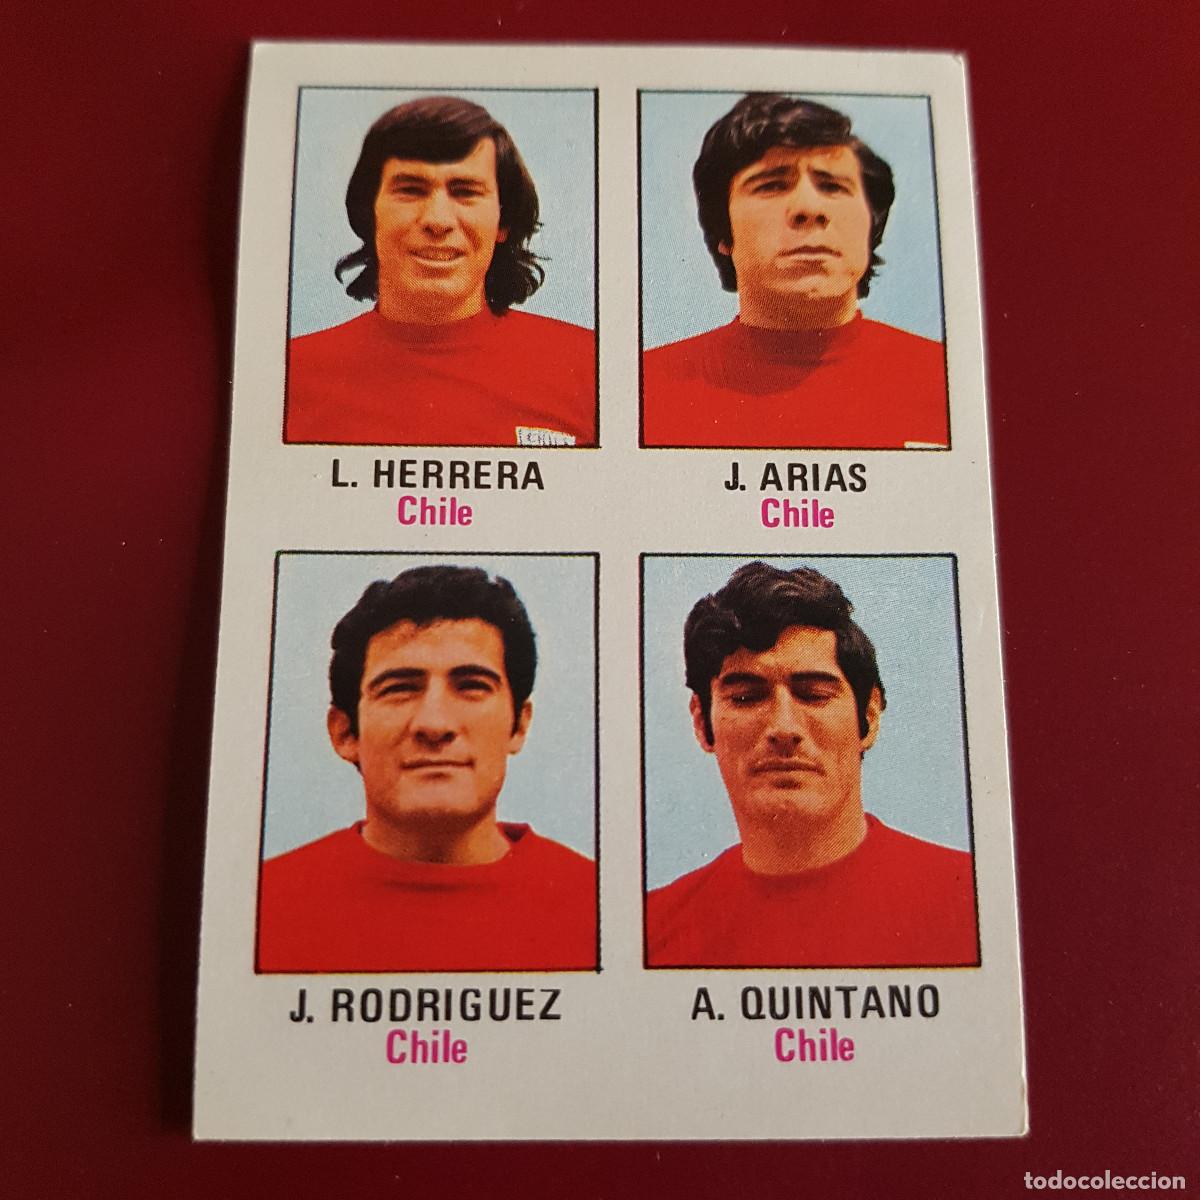 L. HERRERA
Chile
J. ARIAS
Chile
J. RODRIGUEZ
Chile
A. QUINTANO
Chile
todocoleccion